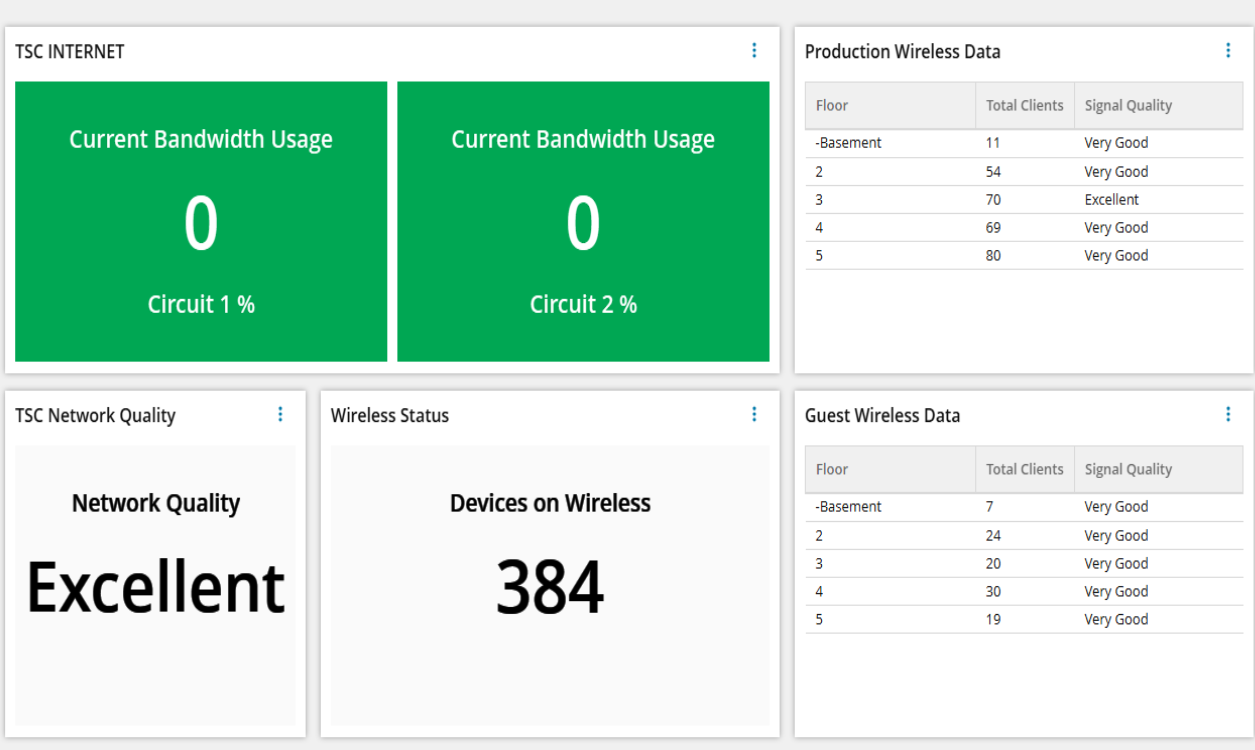 TSC INTERNET
Current Bandwidth Usage
0
Circuit 1 %
Current Bandwidth Usage
0
Circuit 2 %
Production Wireless Data
Floor Total Clients Signal Quality
-Basement 11 Very Good
2 54 Very Good
3 70 Excellent
4 69 Very Good
5 80 Very Good
TSC Network Quality
Network Quality
Excellent
Wireless Status
Devices on Wireless
384
Guest Wireless Data
Floor Total Clients Signal Quality
-Basement 7 Very Good
2 24 Very Good
3 20 Very Good
4 30 Very Good
5 19 Very Good